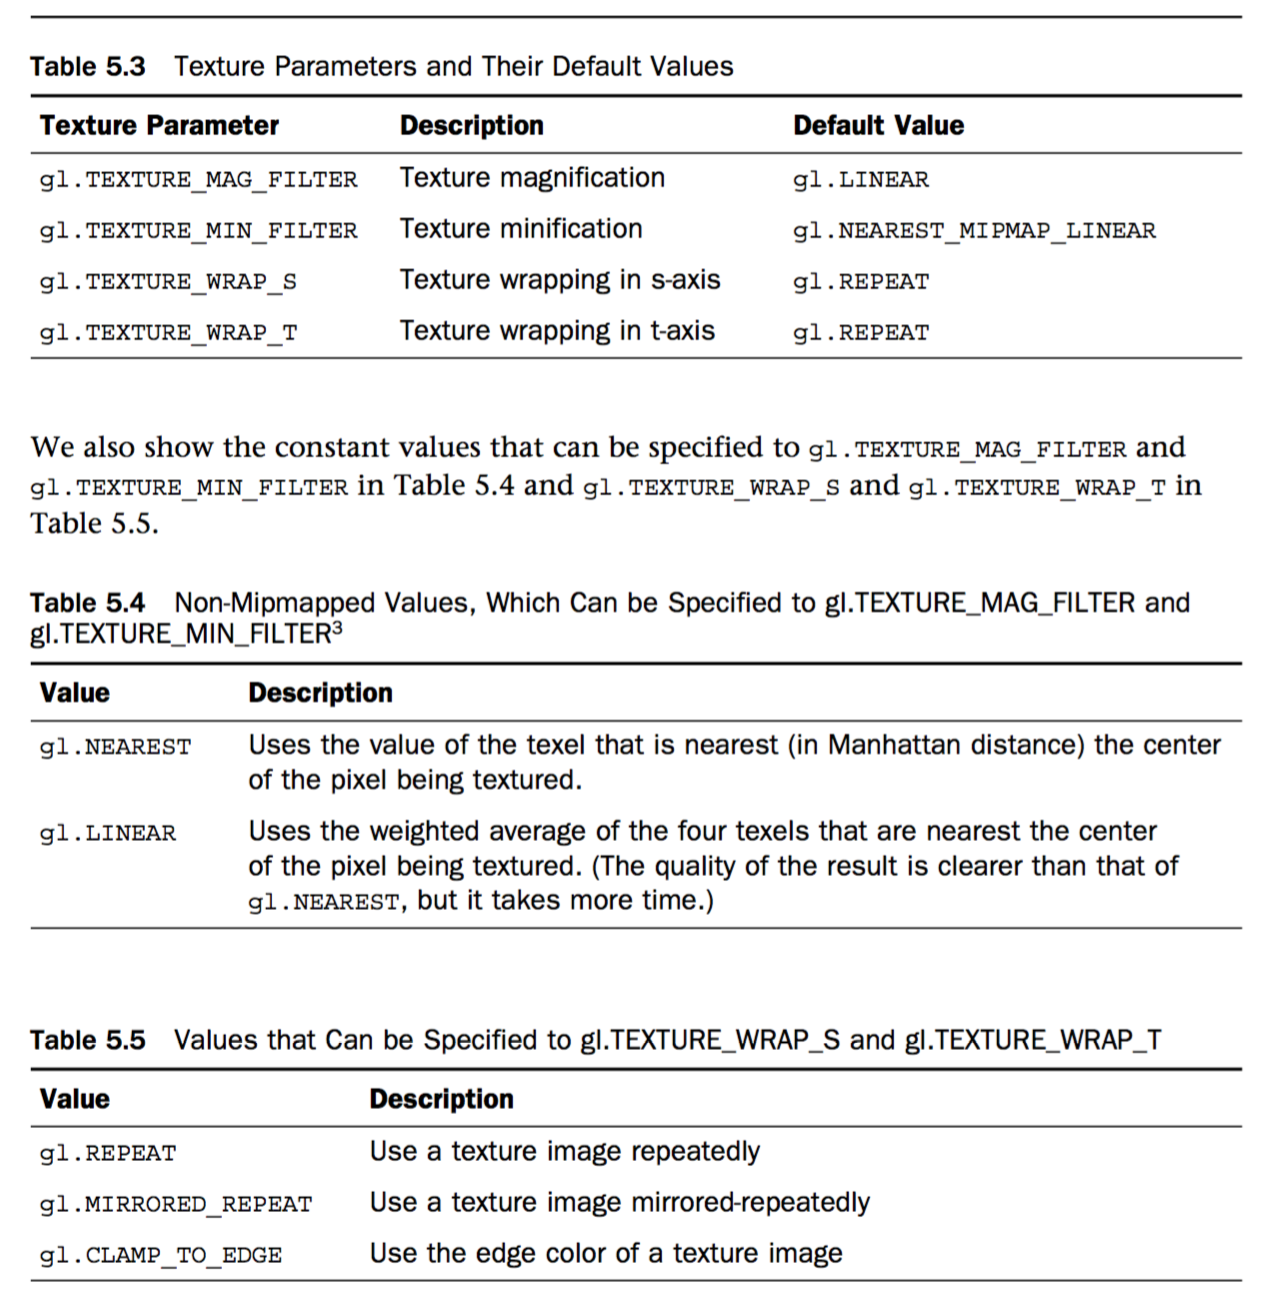 Table 5.3 Texture Parameters and Their Default Values
Texture Parameter Description Default Value
gl.TEXTURE_MAG_FILTER Texture magnification gl.LINEAR
gl.TEXTURE_MIN_FILTER Texture minification gl.NEAREST_MIPMAP_LINEAR
gl.TEXTURE_WRAP_S Texture wrapping in s-axis gl.REPEAT
gl.TEXTURE_WRAP_T Texture wrapping in t-axis gl.REPEAT
We also show the constant values that can be specified to gl.TEXTURE_MAG_FILTER and
gl.TEXTURE_MIN_FILTER in Table 5.4 and gl.TEXTURE_WRAP_S and gl.TEXTURE_WRAP_T in
Table 5.5.
Table 5.4 Non-Mipmapped Values, Which Can be Specified to gl.TEXTURE_MAG_FILTER and
gl.TEXTURE_MIN_FILTER³
Value Description
gl.NEAREST Uses the value of the texel that is nearest (in Manhattan distance) the center
of the pixel being textured.
gl.LINEAR Uses the weighted average of the four texels that are nearest the center
of the pixel being textured. (The quality of the result is clearer than that of
gl.NEAREST, but it takes more time.)
Table 5.5 Values that Can be Specified to gl.TEXTURE_WRAP_S and gl.TEXTURE_WRAP_T
Value Description
gl.REPEAT Use a texture image repeatedly
gl.MIRRORED_REPEAT Use a texture image mirrored-repeatedly
gl.CLAMP_TO_EDGE Use the edge color of a texture image